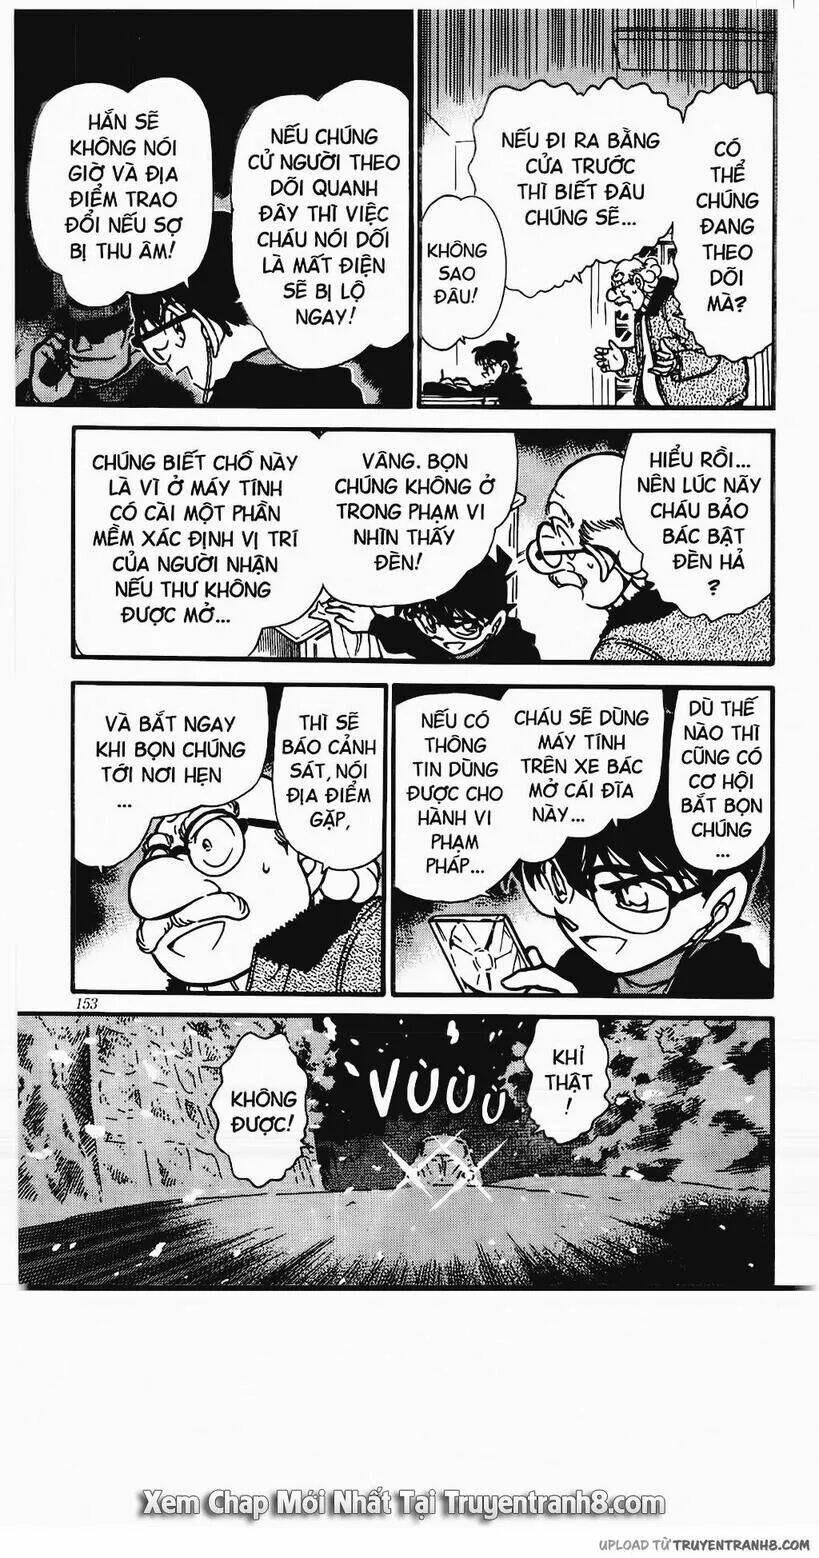 CÓ
THỂ
CHÚNG
ĐANG
THEO
DÕI
MÀ?
NẾU ĐI RA BẰNG
CỬA TRƯỚC
THÌ BIẾT ĐÂU
CHÚNG SẼ...
KHÔNG
SAO
ĐÂU!
NẾU CHÚNG
CỬ NGƯỜI THEO
DÕI QUANH
ĐÂY THÌ VIỆC
CHÁU NÓI DỐI
LÀ MẤT ĐIỆN
SẼ BỊ LỘ
NGAY!
HẮN SẼ
KHÔNG NÓI
GIỜ VÀ ĐỊA
ĐIỂM TRAO
ĐỔI NẾU SỢ
BỊ THU ÂM!
HIỂU RỒI...
NÊN LÚC NÃY
CHÁU BẢO
BÁC BẬT
ĐÈN HẢ
?
VÂNG. BỌN
CHÚNG KHÔNG Ở
TRONG PHẠM VI
NHÌN THẤY
ĐÈN!
CHÚNG BIẾT CHỖ NÀY
LÀ VÌ Ở MÁY TÍNH
CÓ CÀI MỘT PHẦN
MỀM XÁC ĐỊNH VỊ TRÍ
CỦA NGƯỜI NHẬN
NẾU THƯ KHÔNG
ĐƯỢC MỞ...
DÙ THẾ
NÀO THÌ
CŨNG CÓ
CƠ HỘI
BẮT BỌN
CHÚNG
...
CHÁU SẼ DÙNG
MÁY TÍNH
TRÊN XE BÁC
MỞ CÁI ĐĨA
NÀY...
NẾU CÓ
THÔNG
TIN DÙNG
ĐƯỢC CHO
HÀNH VI
PHẠM
PHÁP...
THÌ SẼ
BÁO CẢNH
SÁT, NÓI
ĐỊA ĐIỂM
GẶP,
VÀ BẮT NGAY
KHI BỌN CHÚNG
TỚI NƠI HẸN
...
153
KHỈ
THẬT
!
VÙÙÙ
KHÔNG
ĐƯỢC!
Xem Chap Mới Nhất Tại Truyentranh8.com
UPLOAD TỪ TRUYENTRANH8.COM